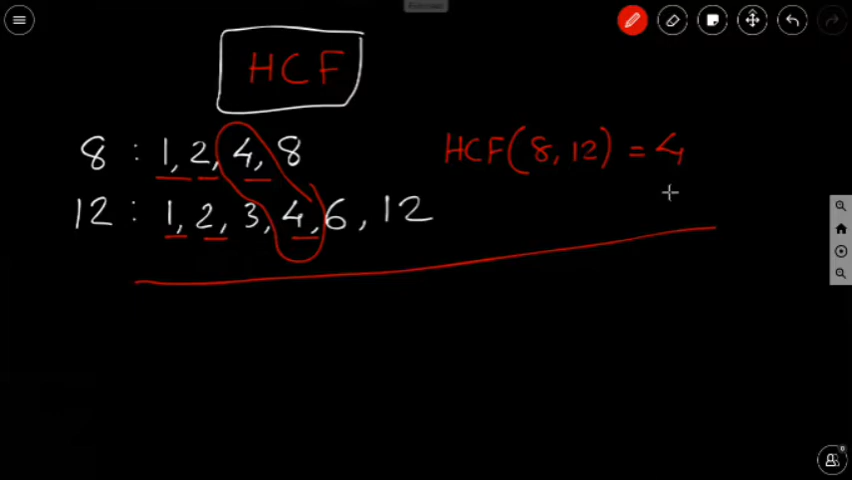 HCF
8 : 1, 2, 4, 8
HCF(8, 12) = 4
12 : 1, 2, 3, 4, 6, 12